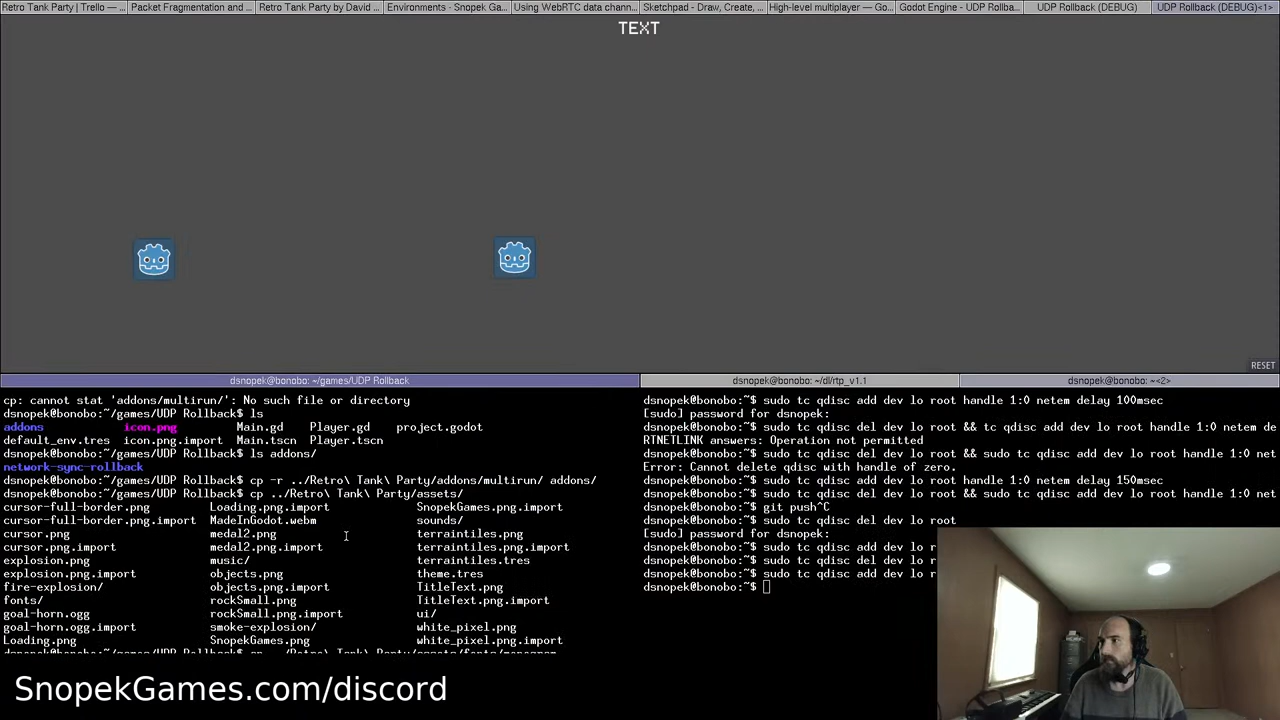 Retro Tank Party | Trello — ...
Packet Fragmentation and ...
Retro Tank Party by David ...
Environments - Snopek Ga...
Using WebRTC data chann...
Sketchpad - Draw, Create, ...
High-level multiplayer — Go...
Godot Engine - UDP Rollba...
UDP Rollback (DEBUG)
UDP Rollback (DEBUG)<1>
TEXT
RESET
dsnopek@bonobo: ~/games/UDP Rollback
cp: cannot stat 'addons/multirun/': No such file or directory
dsnopek@bonobo:~/games/UDP Rollback$ ls
addons icon.png Main.gd Player.gd project.godot
default_env.tres icon.png.import Main.tscn Player.tscn
dsnopek@bonobo:~/games/UDP Rollback$ ls addons/
network-sync-rollback
dsnopek@bonobo:~/games/UDP Rollback$ cp -r ../Retro\ Tank\ Party/addons/multirun/ addons/
dsnopek@bonobo:~/games/UDP Rollback$ cp ../Retro\ Tank\ Party/assets/
cursor-full-border.png Loading.png.import SnopekGames.png.import
cursor-full-border.png.import MadeInGodot.webm sounds/
cursor.png medal2.png terraintiles.png
cursor.png.import medal2.png.import terraintiles.png.import
explosion.png music/ terraintiles.tres
explosion.png.import objects.png theme.tres
fire-explosion/ objects.png.import TitleText.png
fonts/ rockSmall.png TitleText.png.import
goal-horn.ogg rockSmall.png.import ui/
goal-horn.ogg.import smoke-explosion/ white_pixel.png
Loading.png SnopekGames.png white_pixel.png.import
dsnopek@bonobo: ~/dl/rtp_v1.1
dsnopek@bonobo: ~<2>
dsnopek@bonobo:~$ sudo tc qdisc add dev lo root handle 1:0 netem delay 100msec
[sudo] password for dsnopek:
dsnopek@bonobo:~$ sudo tc qdisc del dev lo root && tc qdisc add dev lo root handle 1:0 netem de
RTNETLINK answers: Operation not permitted
dsnopek@bonobo:~$ sudo tc qdisc del dev lo root && sudo tc qdisc add dev lo root handle 1:0 net
Error: Cannot delete qdisc with handle of zero.
dsnopek@bonobo:~$ sudo tc qdisc add dev lo root handle 1:0 netem delay 150msec
dsnopek@bonobo:~$ sudo tc qdisc del dev lo root && sudo tc qdisc add dev lo root handle 1:0 net
dsnopek@bonobo:~$ git push^C
dsnopek@bonobo:~$ sudo tc qdisc del dev lo root
[sudo] password for dsnopek:
dsnopek@bonobo:~$ sudo tc qdisc add dev lo r
dsnopek@bonobo:~$ sudo tc qdisc del dev lo r
dsnopek@bonobo:~$ sudo tc qdisc add dev lo r
dsnopek@bonobo:~$
SnopekGames.com/discord